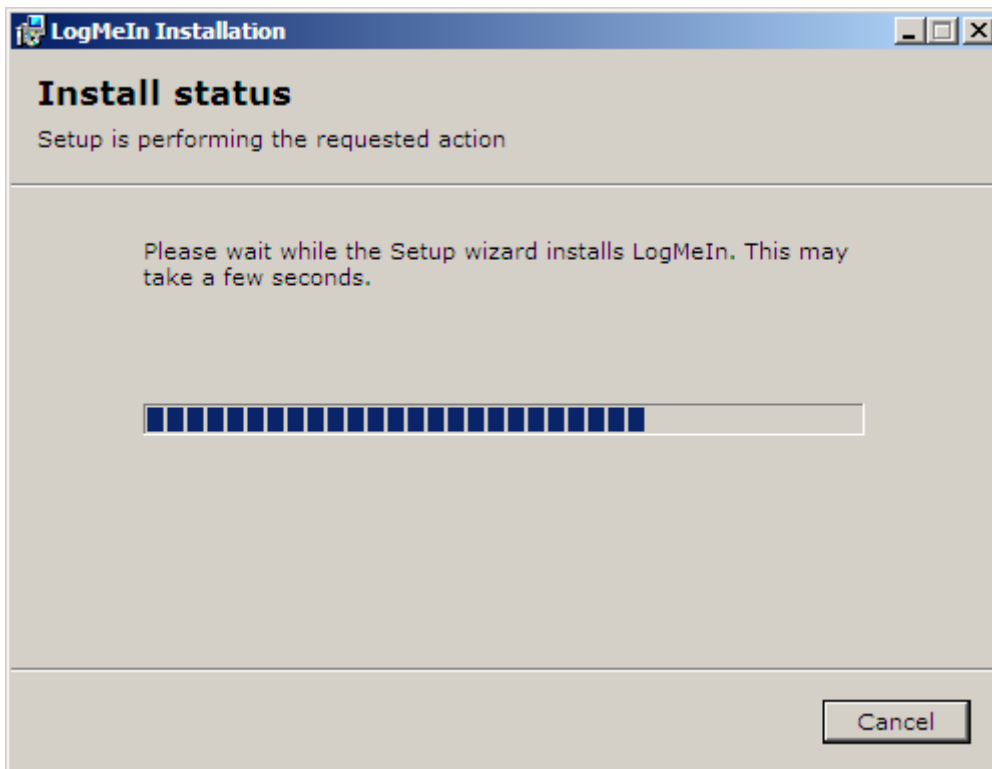 LogMeIn Installation
Install status
Setup is performing the requested action
Please wait while the Setup wizard installs LogMeIn. This may
take a few seconds.
Cancel